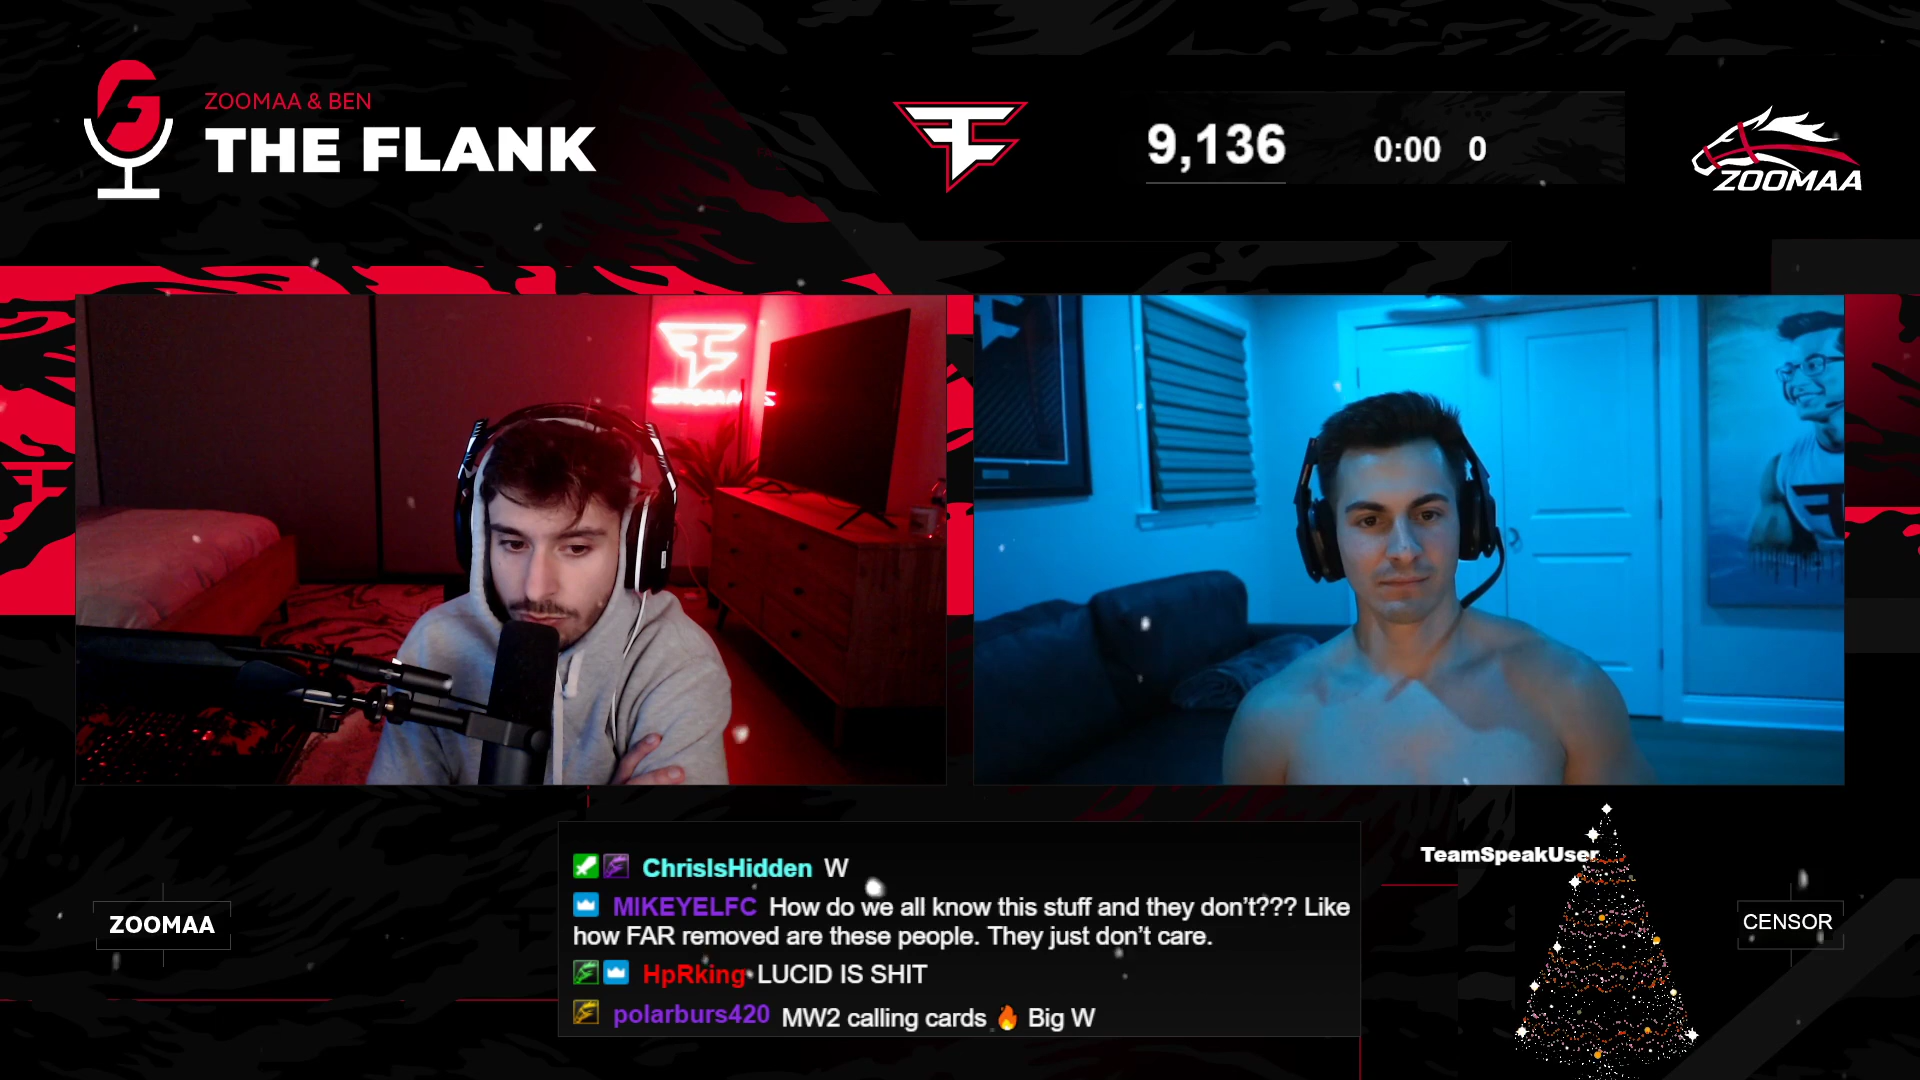 ZOOMAA & BEN
THE FLANK
9,136
0:00 0
ZOOMAA
ChrisIsHidden W
MIKEYELFC How do we all know this stuff and they don't??? Like
how FAR removed are these people. They just don't care.
HpRking LUCID IS SHIT
polarburs420 MW2 calling cards 🔥 Big W
TeamSpeakUser
ZOOMAA
CENSOR